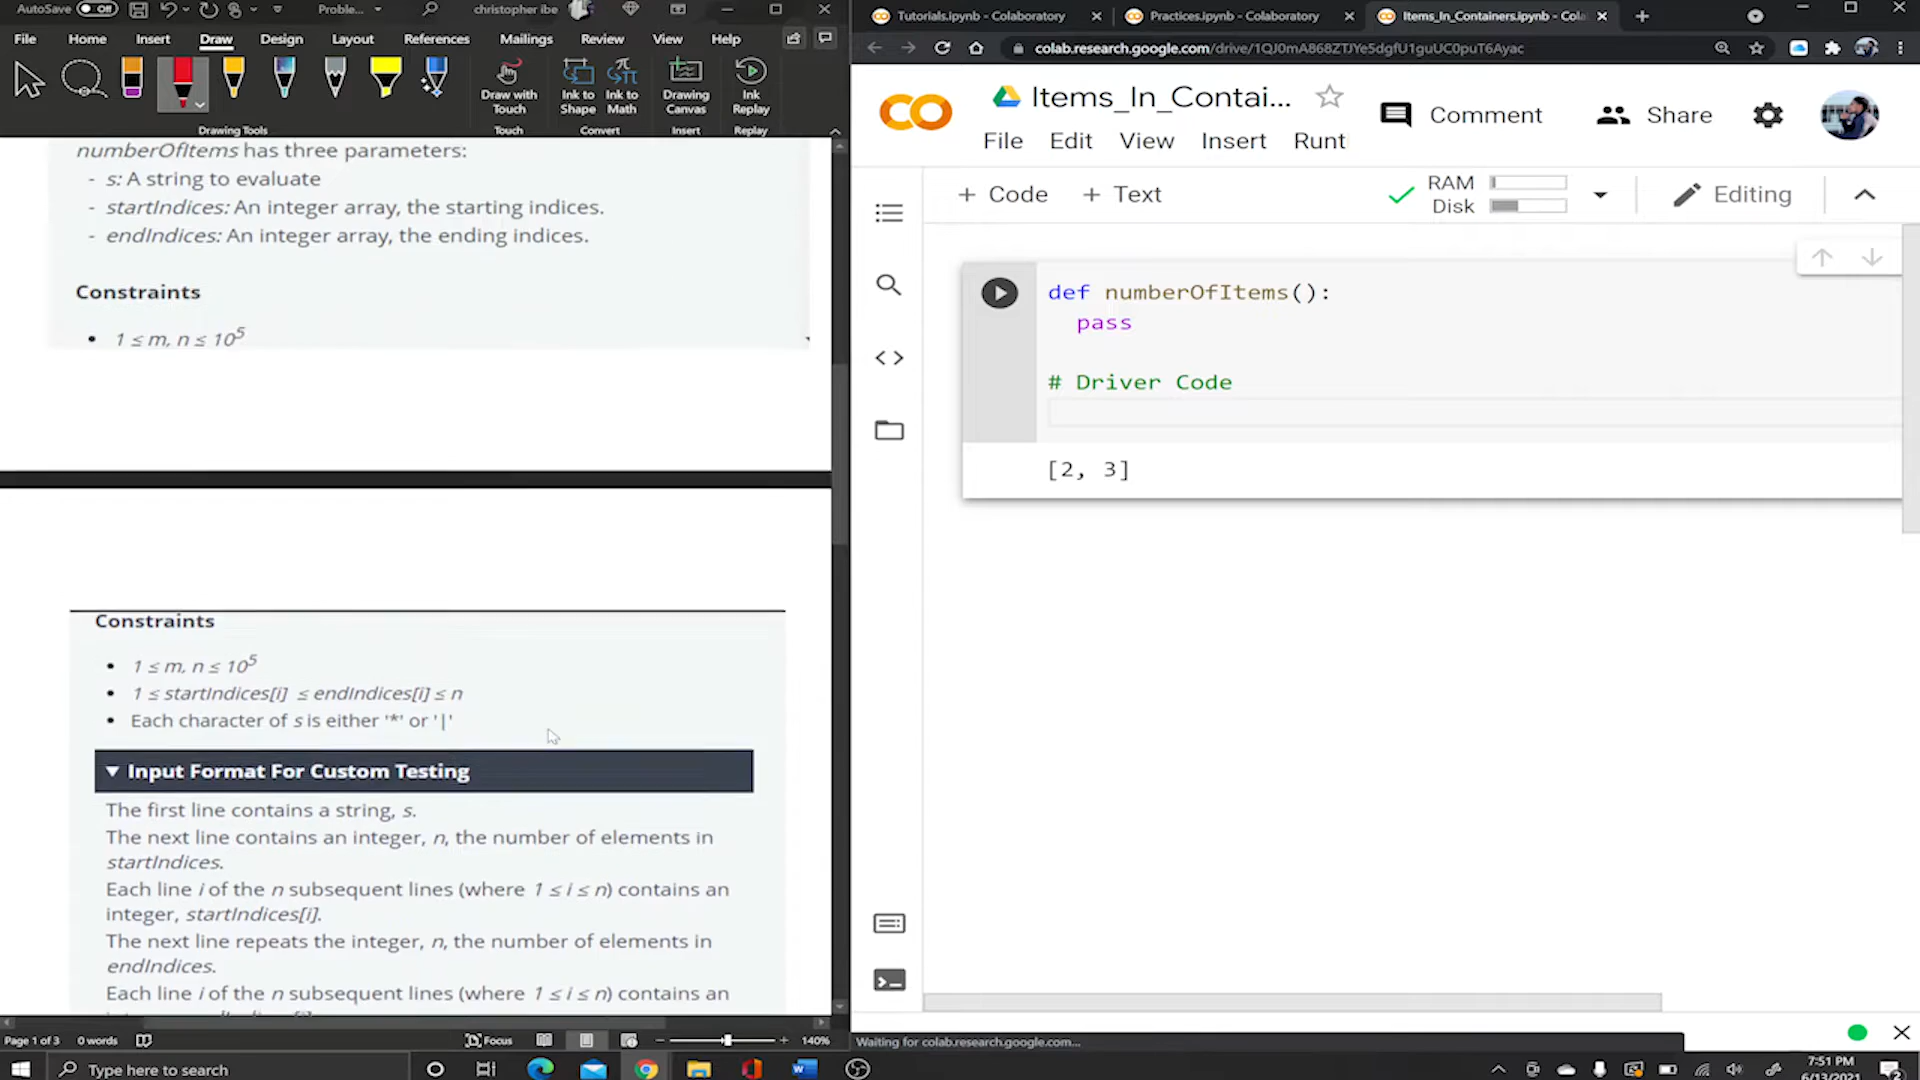 AutoSave Off Proble... christopher ibe
File Home Insert Draw Design Layout References Mailings Review View Help
Draw with Touch
Ink to Shape
Ink to Math
Drawing Canvas
Ink Replay
Drawing Tools Touch Convert Insert Replay
numberOfItems has three parameters:
- s: A string to evaluate
- startIndices: An integer array, the starting indices.
- endIndices: An integer array, the ending indices.
Constraints
• 1 ≤ m, n ≤ 10⁵
Constraints
• 1 ≤ m, n ≤ 10⁵
• 1 ≤ startIndices[i] ≤ endIndices[i] ≤ n
• Each character of s is either '*' or '|'
Input Format For Custom Testing
The first line contains a string, s.
The next line contains an integer, n, the number of elements in
startIndices.
Each line i of the n subsequent lines (where 1 ≤ i ≤ n) contains an
integer, startIndices[i].
The next line repeats the integer, n, the number of elements in
endIndices.
Each line i of the n subsequent lines (where 1 ≤ i ≤ n) contains an
Page 1 of 3 0 words Focus 140%
Type here to search
Tutorials.ipynb - Colaboratory Practices.ipynb - Colaboratory Items_In_Containers.ipynb - Cola
colab.research.google.com/drive/1QJ0mA868ZTJYe5dgfU1guUC0puT6Ayac
Items_In_Contai...
Comment Share
File Edit View Insert Runt
+ Code + Text
RAM
Disk
Editing
def numberOfItems():
pass
# Driver Code
[2, 3]
Waiting for colab.research.google.com...
7:51 PM
6/13/2021
2